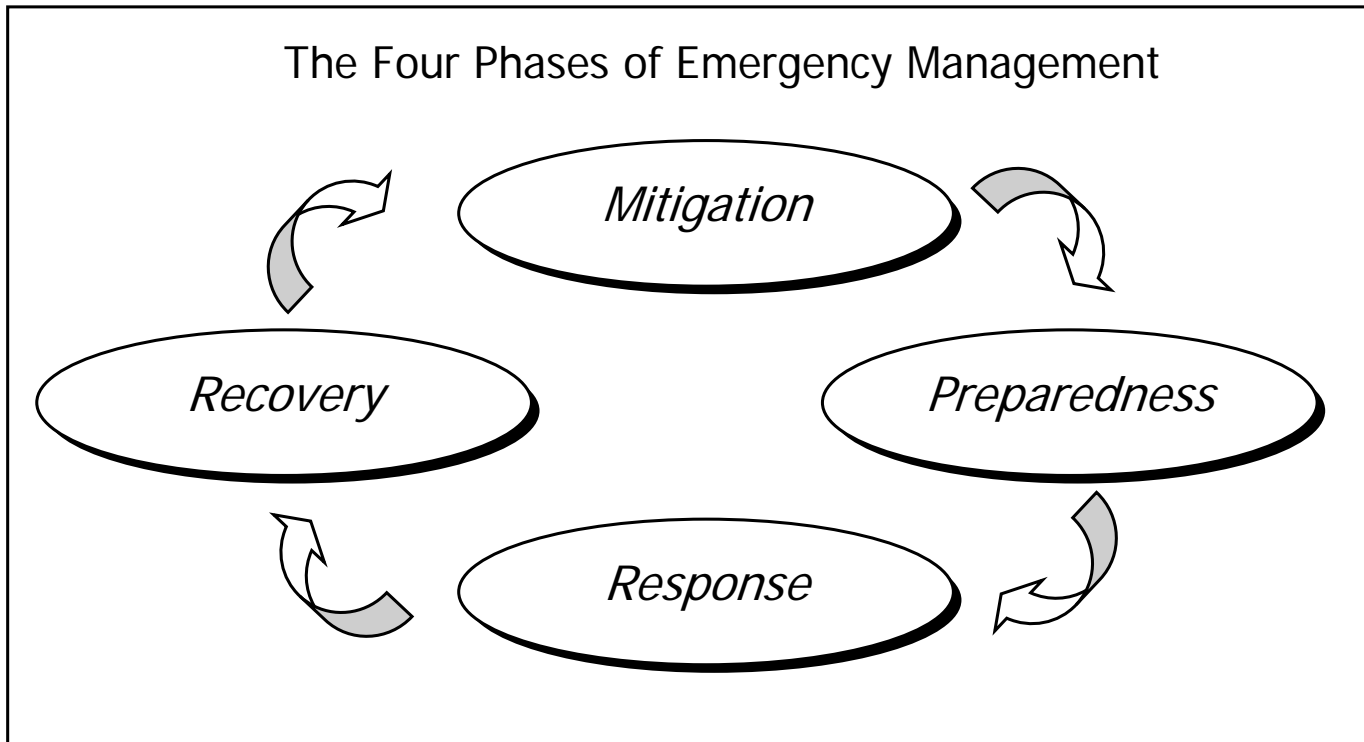 The Four Phases of Emergency Management
Mitigation
Recovery
Preparedness
Response